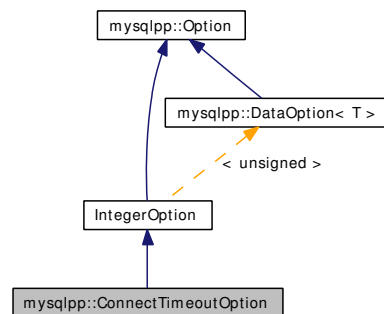 mysqlpp::Option
mysqlpp::DataOption< T >
< unsigned >
IntegerOption
mysqlpp::ConnectTimeoutOption